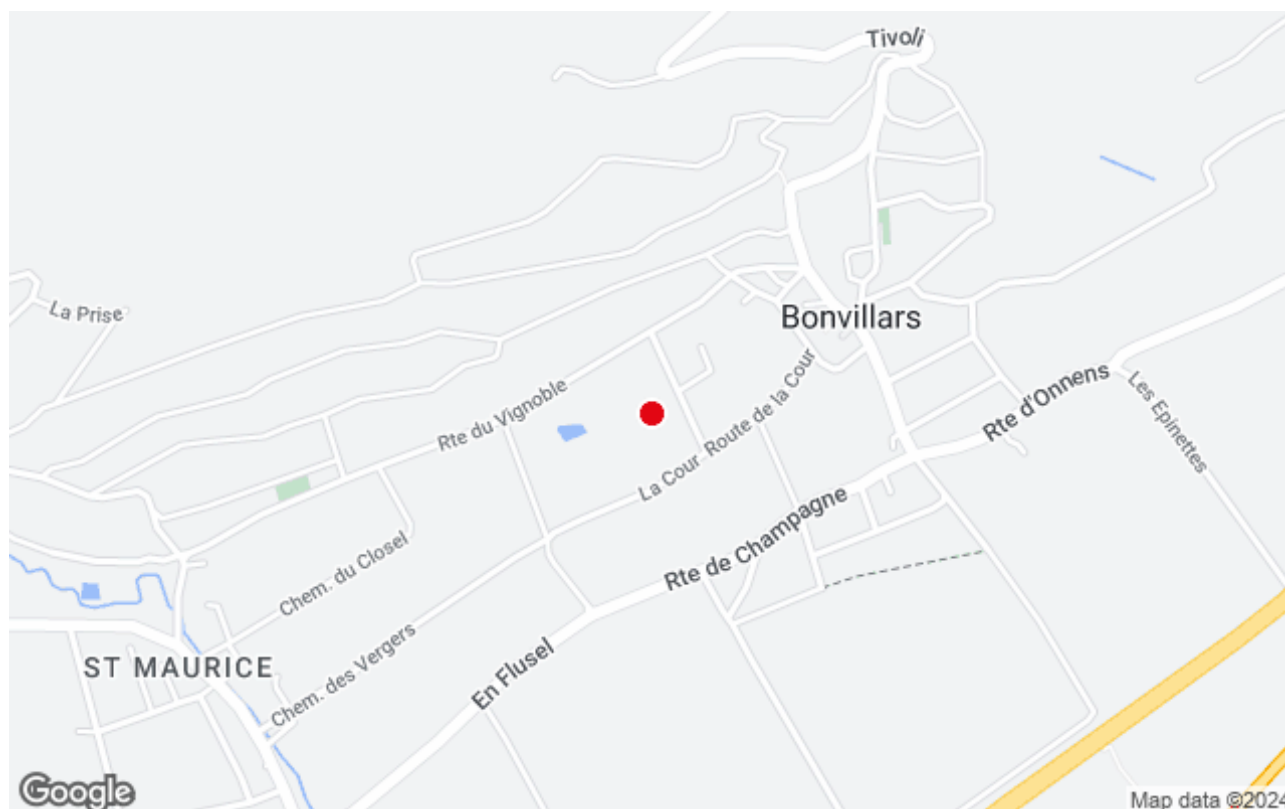 Tivoli
La Prise
Bonvillars
Rte d'Onnens
Les Epinettes
Rte du Vignoble
La Cour
Route de la Cour
Rte de Champagne
Chem. du Closel
Chem. des Vergers
En Flusel
ST MAURICE
Google
Map data ©2024